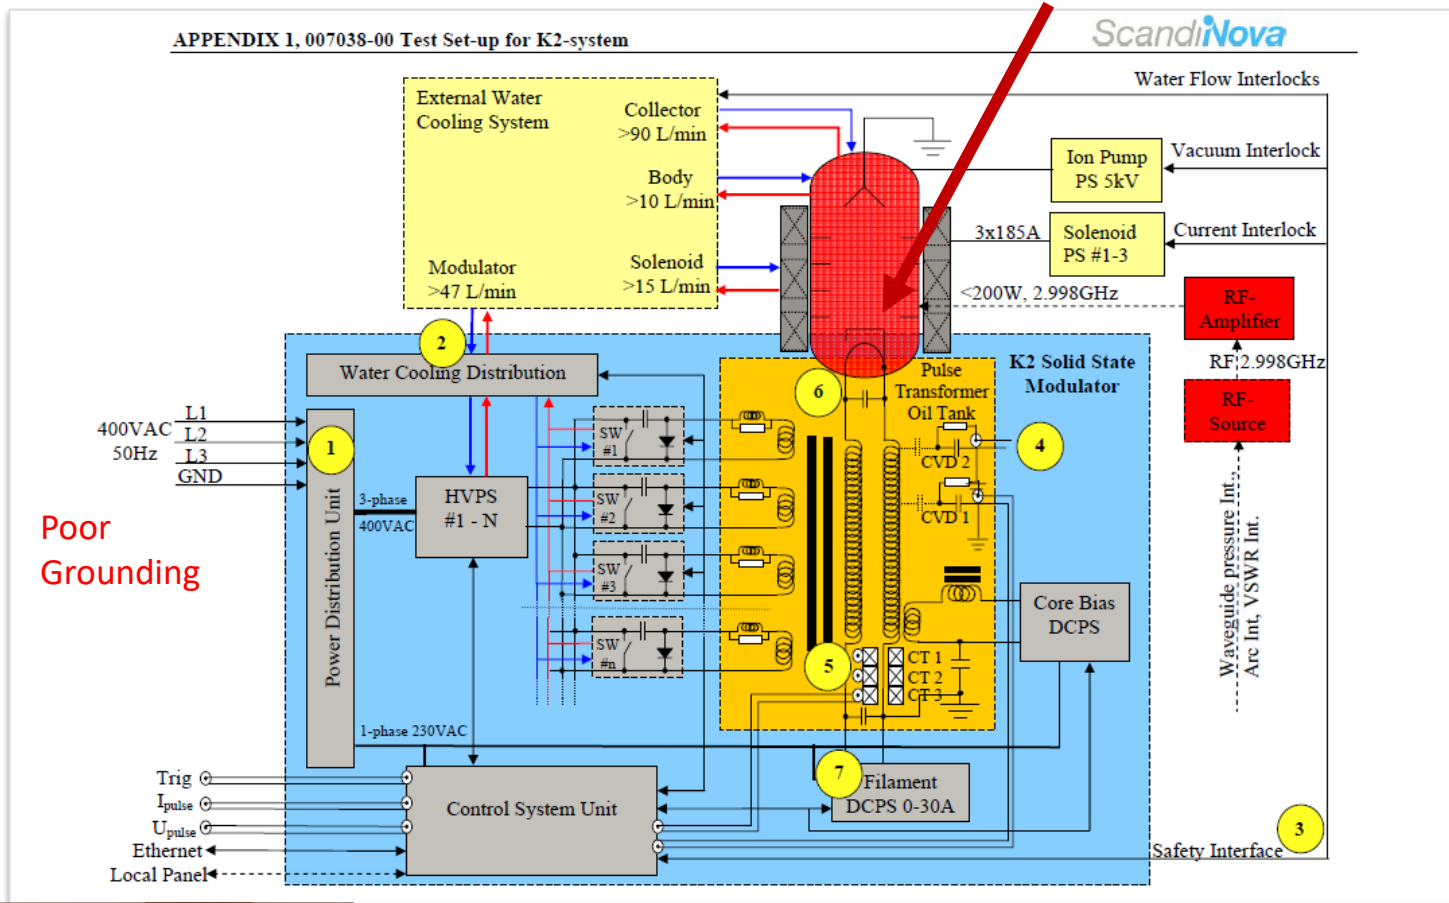 APPENDIX 1, 007038-00 Test Set-up for K2-system
ScandiNova
Water Flow Interlocks
External Water
Cooling System
Collector
>90 L/min
Body
>10 L/min
Solenoid
>15 L/min
Modulator
>47 L/min
Ion Pump
PS 5kV
Vacuum Interlock
3x185A
Solenoid
PS #1-3
Current Interlock
<200W, 2.998GHz
RF-
Amplifier
RF 2.998GHz
RF-
Source
Waveguide pressure Int.,
Arc Int, VSWR Int.
2
Water Cooling Distribution
K2 Solid State
Modulator
Pulse
Transformer
Oil Tank
6
400VAC
50Hz
L1
L2
L3
GND
1
Power Distribution Unit
3-phase
400VAC
HVPS
#1 - N
SW
#1
SW
#2
SW
#3
SW
#n
4
CVD 2
CVD 1
Poor
Grounding
Core Bias
DCPS
5
CT 1
CT 2
CT 3
1-phase 230VAC
7
Filament
DCPS 0-30A
Trig
Ipulse
Upulse
Ethernet
Local Panel
Control System Unit
3
Safety Interface